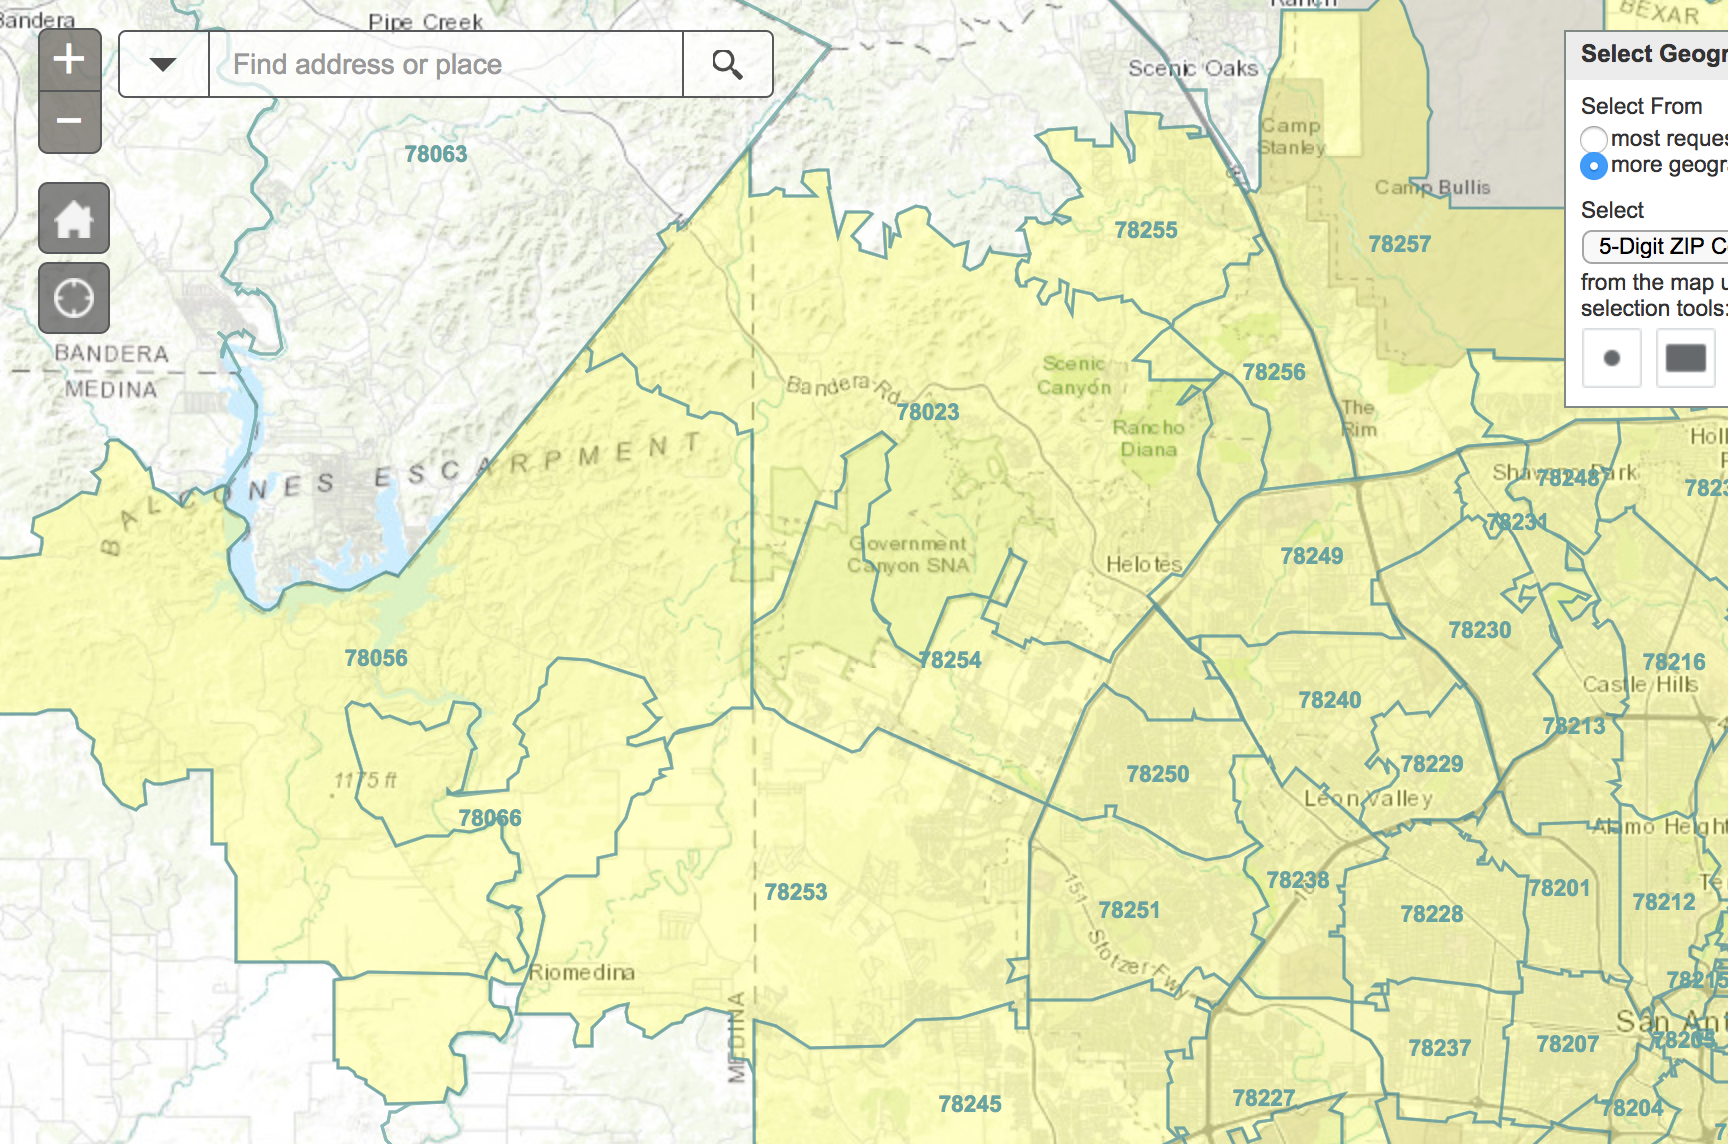 Bandera
Pipe Creek
Ranch
BEXAR
+
Find address or place
Scenic Oaks
Select Geogr
−
Select From
most reques
more geogra
Camp
Stanley
78063
87
Camp Bullis
Select
78255
78257
5-Digit ZIP C
from the map u
selection tools:
BANDERA
MEDINA
Scenic
Canyon
78256
Bandera Rd
78023
The
Rim
Rancho
Diana
Holl
BALCONES ESCARPMENT
Shavano Park
78248
7823
78231
Government
Canyon SNA
Helotes
78249
78230
78056
78254
78216
Castle Hills
78240
78213
1175 ft
78250
78229
Leon Valley
78066
Alamo Height
78253
78238
78201
Te
78251
78228
78212
151
Stotzer Fwy
Riomedina
78215
MEDINA
San Ant
78205
78237
78207
78245
78227
78204